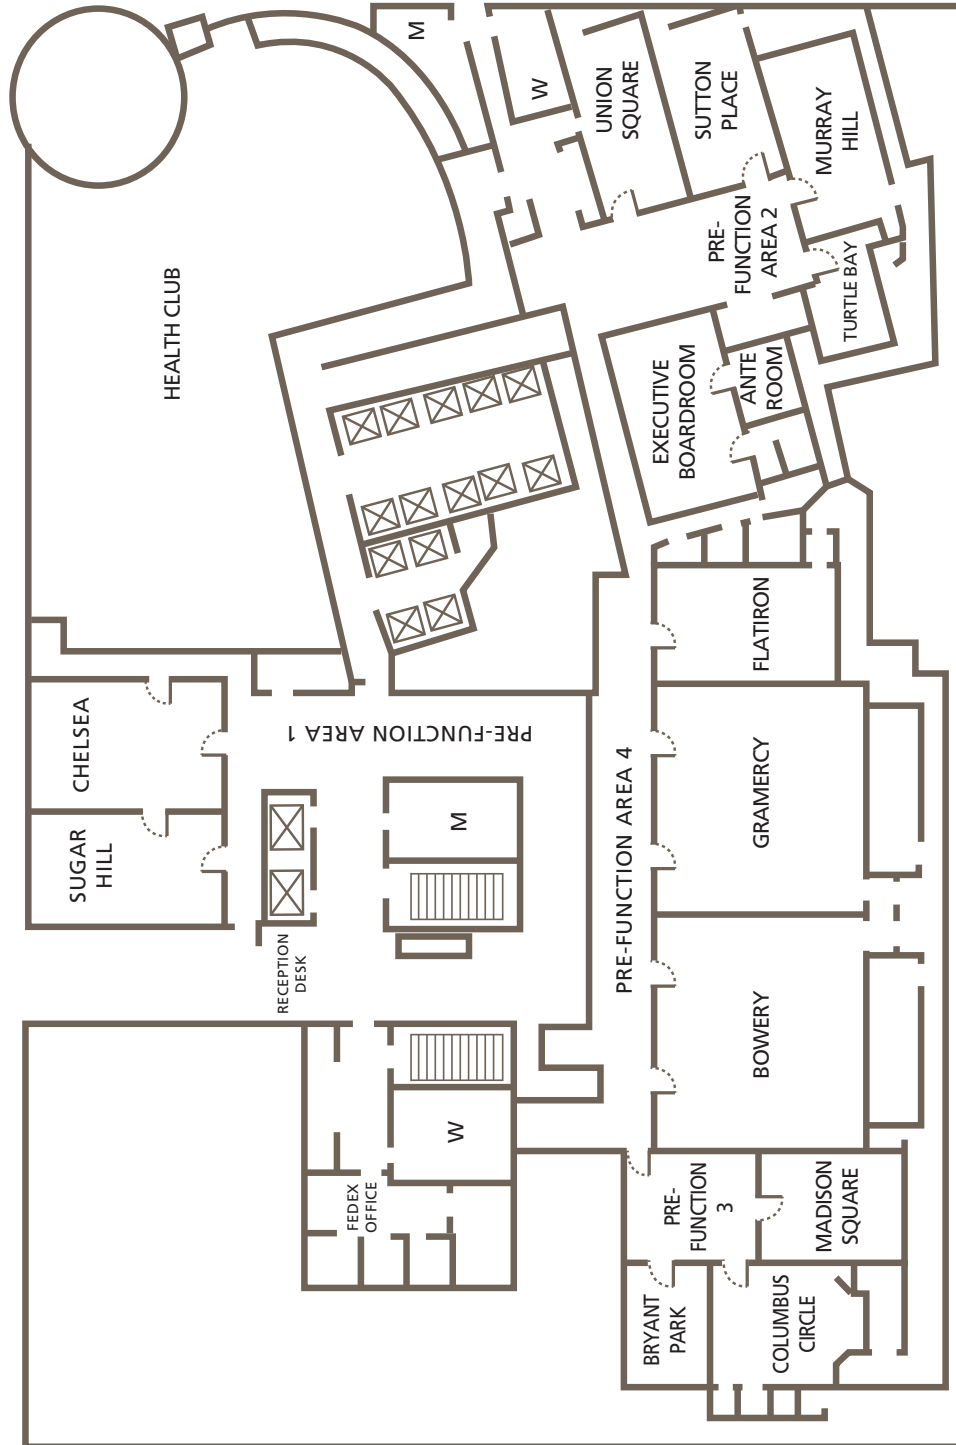 M
W
UNION
SQUARE
SUTTON
PLACE
MURRAY
HILL
PRE-
FUNCTION
AREA 2
TURTLE BAY
HEALTH CLUB
EXECUTIVE
BOARDROOM
ANTE
ROOM
FLATIRON
CHELSEA
PRE-FUNCTION AREA 1
SUGAR
HILL
M
GRAMERCY
PRE-FUNCTION AREA 4
RECEPTION
DESK
BOWERY
W
FEDEX
OFFICE
PRE-
FUNCTION
3
MADISON
SQUARE
BRYANT
PARK
COLUMBUS
CIRCLE